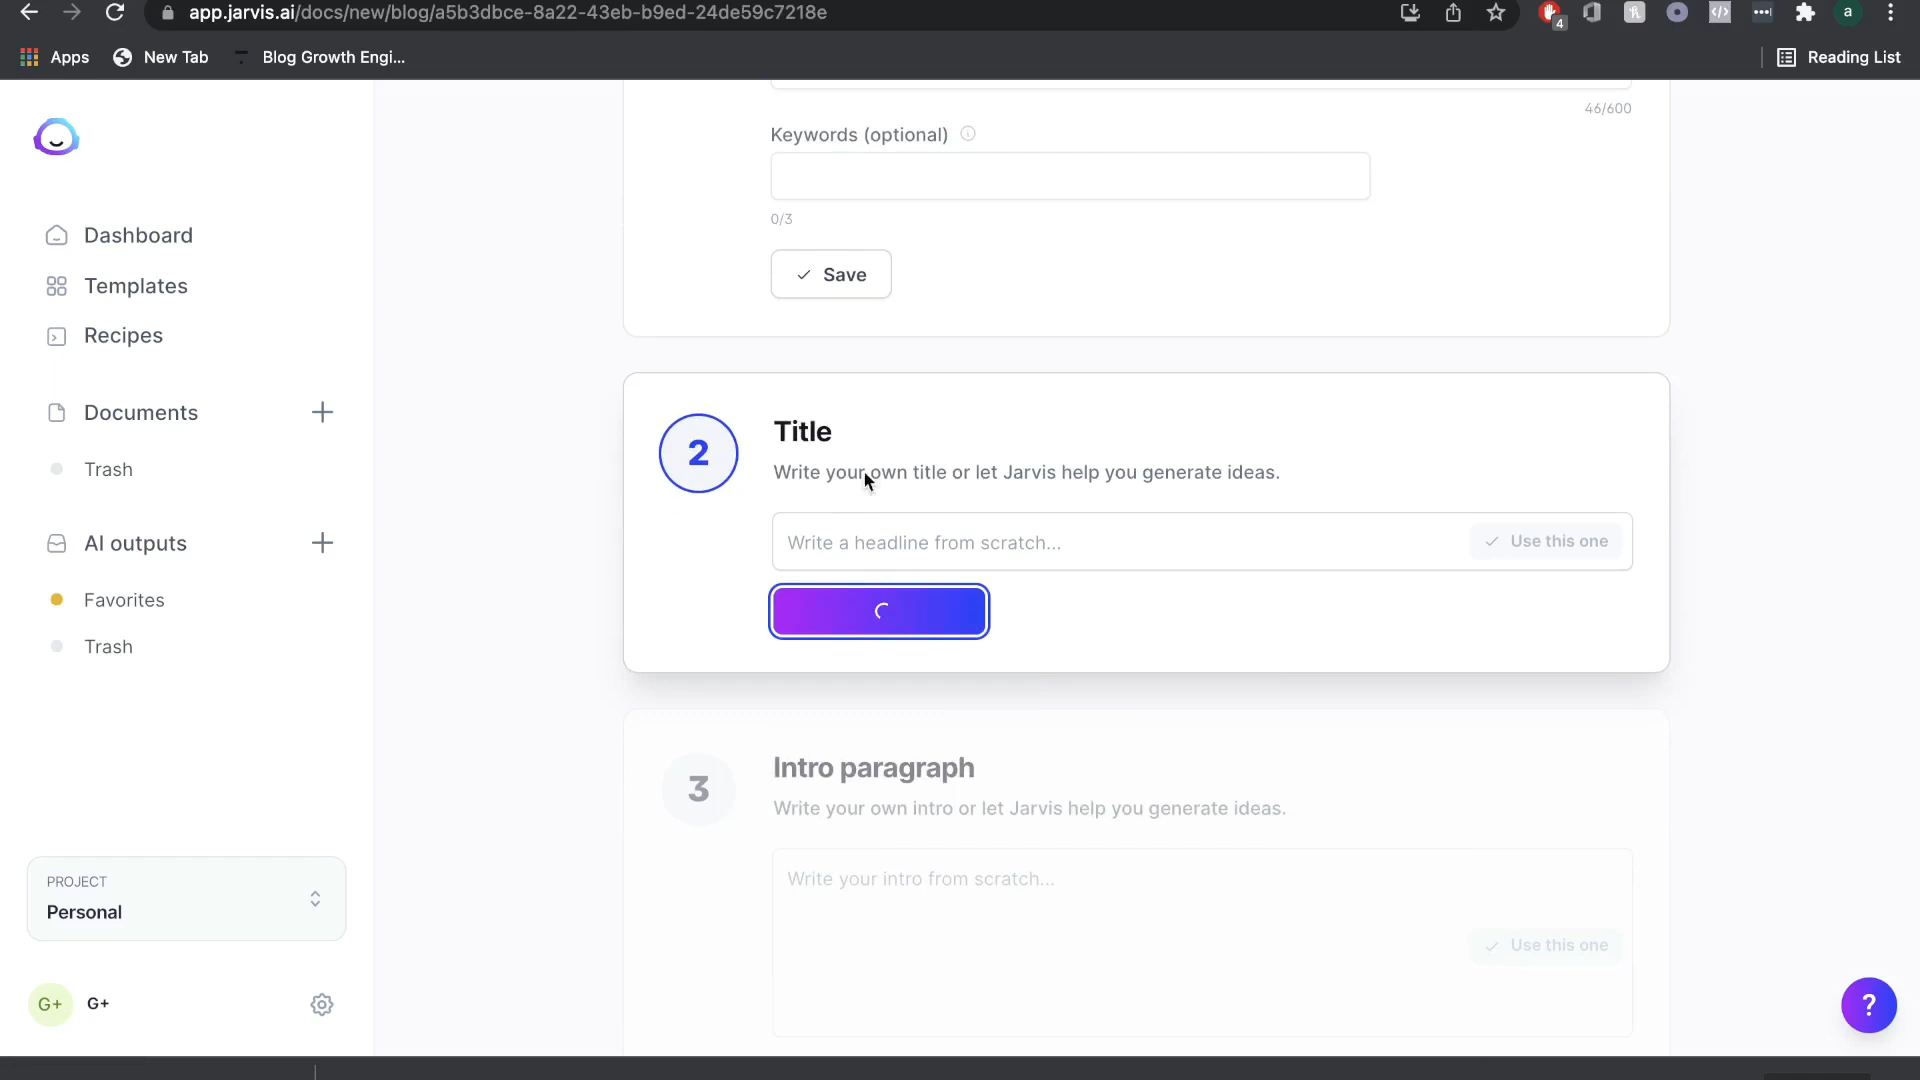 app.jarvis.ai/docs/new/blog/a5b3dbce-8a22-43eb-b9ed-24de59c7218e
4
a
Apps
New Tab
Blog Growth Engi...
Reading List
46/600
Keywords (optional)
0/3
Save
Dashboard
Templates
Recipes
Documents
Trash
AI outputs
Favorites
Trash
2
Title
Write your own title or let Jarvis help you generate ideas.
Write a headline from scratch...
Use this one
3
Intro paragraph
Write your own intro or let Jarvis help you generate ideas.
Write your intro from scratch...
Use this one
PROJECT
Personal
G+
G+
?